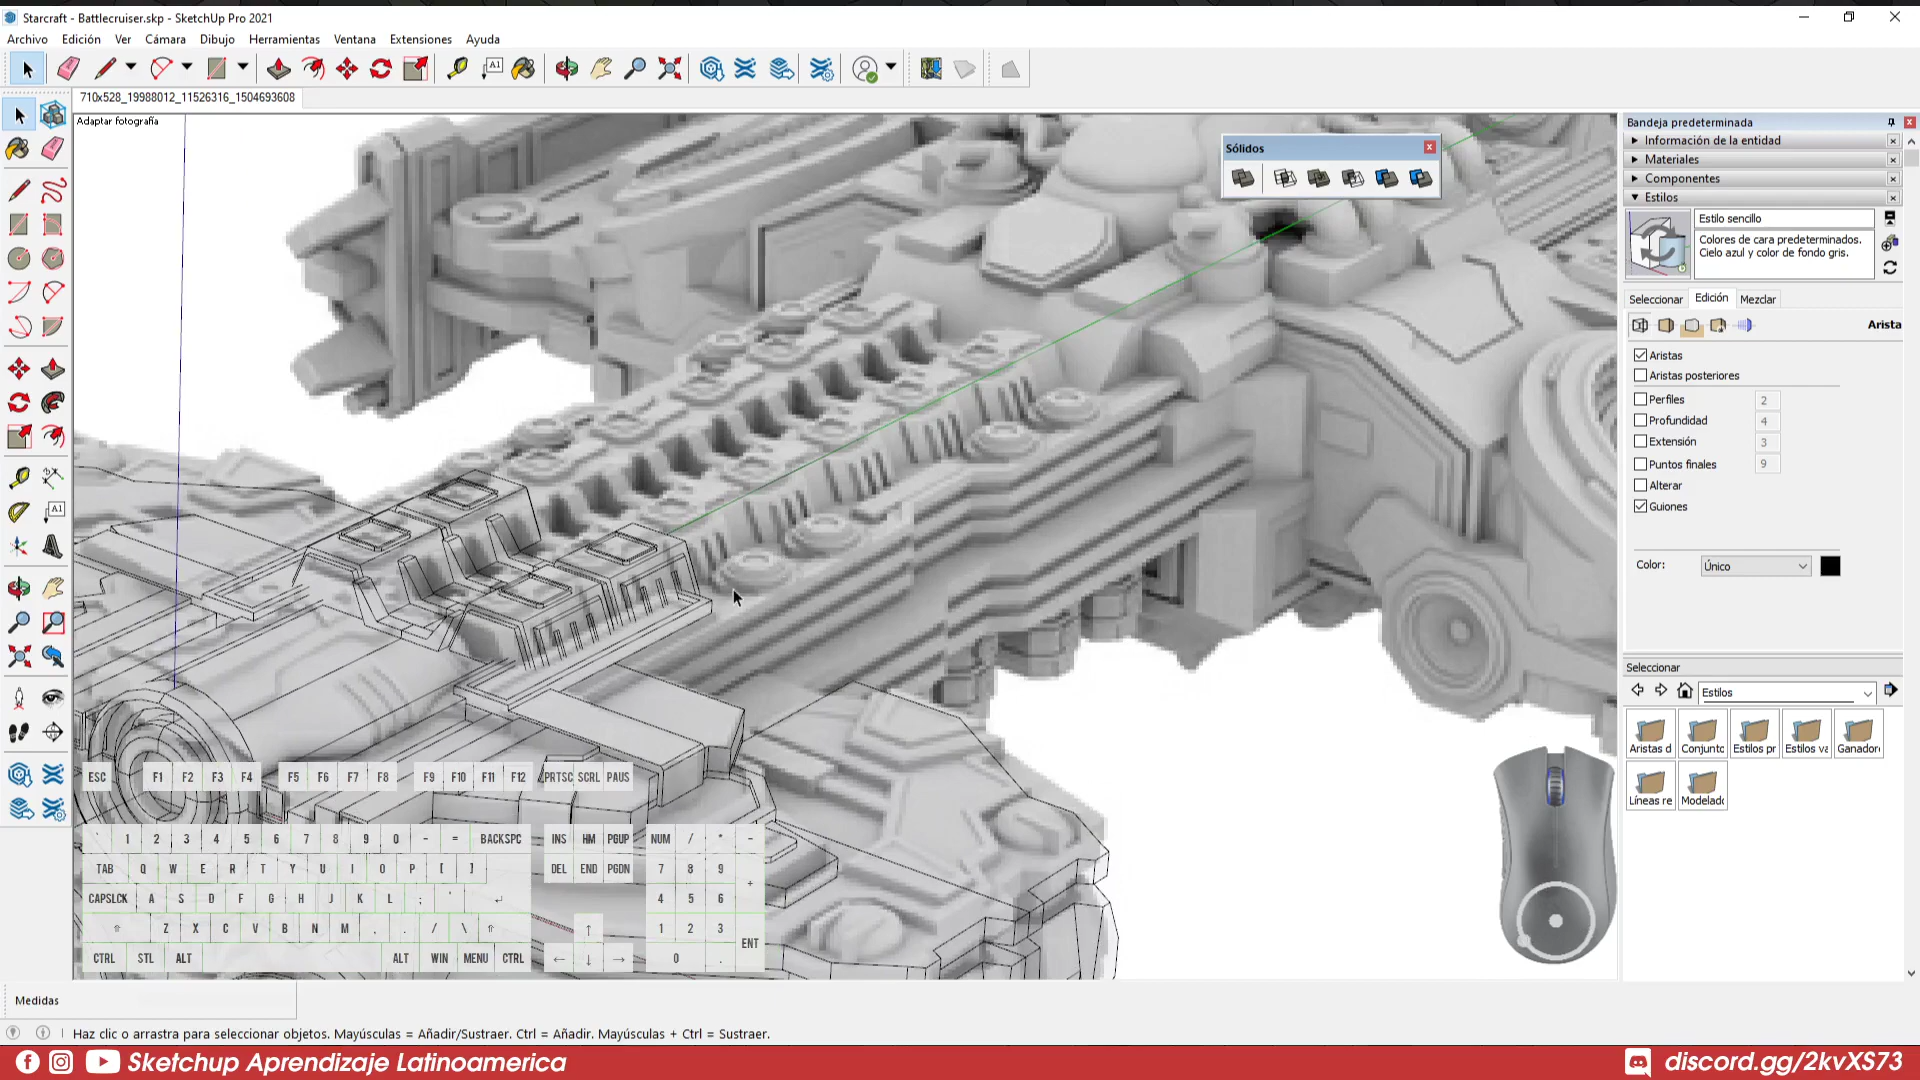 Starcraft - Battlecruiser.skp - SketchUp Pro 2021
Archivo Edición Ver Cámara Dibujo Herramientas Ventana Extensiones Ayuda
710x528_19988012_11526316_1504693608
Adaptar fotografía
Sólidos
Bandeja predeterminada
Información de la entidad
Materiales
Componentes
Estilos
Estilo sencillo
Colores de cara predeterminados.
Cielo azul y color de fondo gris.
Seleccionar Edición Mezclar
Arista
Aristas
Aristas posteriores
Perfiles 2
Profundidad 4
Extensión 3
Puntos finales 9
Alterar
Guiones
Color: Único
Seleccionar
Estilos
Aristas d Conjunto Estilos pr Estilos va Ganador
Líneas re Modelado
ESC F1 F2 F3 F4 F5 F6 F7 F8 F9 F10 F11 F12 PRTSC SCRL PAUS
1 2 3 4 5 6 7 8 9 0 - = BACKSPC INS HM PGUP NUM / * -
TAB Q W E R T Y U I O P [ ] DEL END PGDN 7 8 9 +
CAPSLCK A S D F G H J K L ; ' 4 5 6
Z X C V B N M , . / \ 1 2 3 ENT
CTRL STL ALT ALT WIN MENU CTRL 0 .
Medidas
Haz clic o arrastra para seleccionar objetos. Mayúsculas = Añadir/Sustraer. Ctrl = Añadir. Mayúsculas + Ctrl = Sustraer.
Sketchup Aprendizaje Latinoamerica
discord.gg/2kvXS73